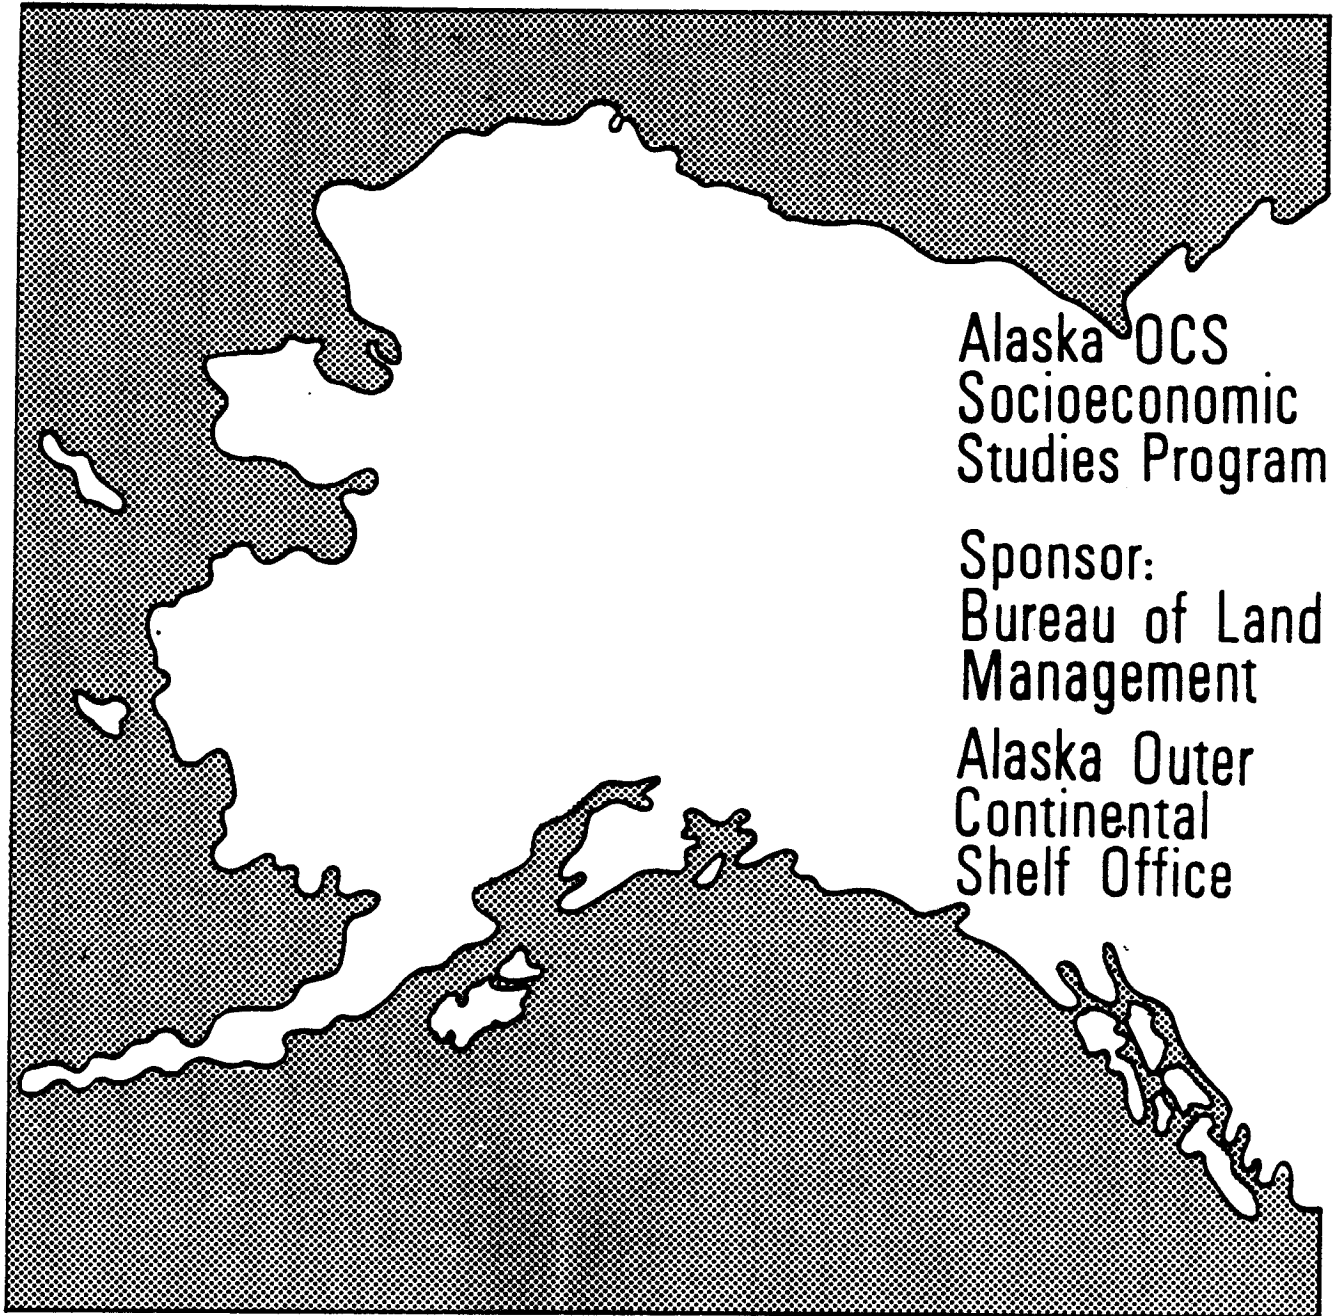 Alaska OCS
Socioeconomic
Studies Program
Sponsor:
Bureau of Land
Management
Alaska Outer
Continental
Shelf Office